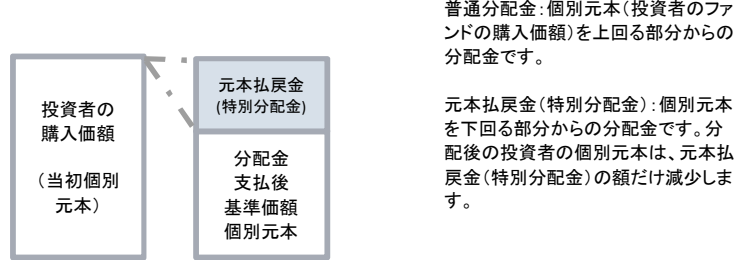 投資者の
購入価額
（当初個別
元本）
元本払戻金
(特別分配金)
分配金
支払後
基準価額
個別元本
普通分配金：個別元本（投資者のファ
ンドの購入価額）を上回る部分からの
分配金です。
元本払戻金（特別分配金）：個別元本
を下回る部分からの分配金です。分
配後の投資者の個別元本は、元本払
戻金（特別分配金）の額だけ減少しま
す。